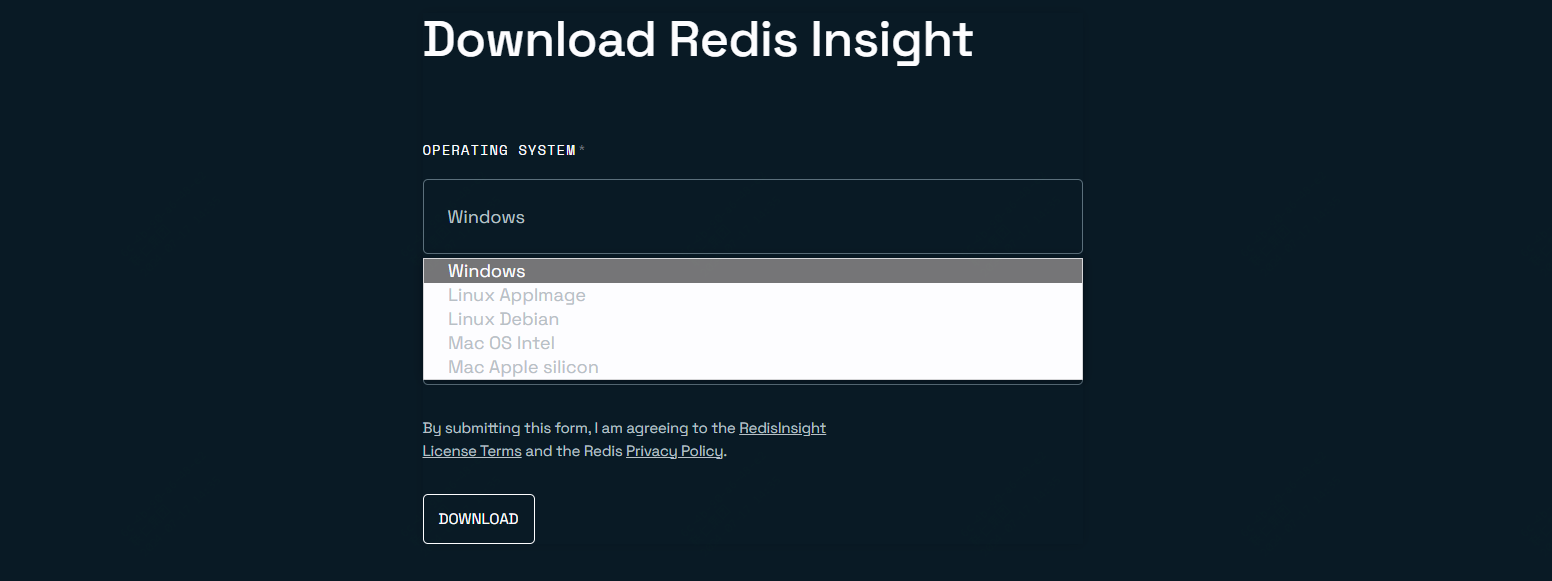 Download Redis Insight
OPERATING SYSTEM*
Windows
Windows
Linux AppImage
Linux Debian
Mac OS Intel
Mac Apple silicon
By submitting this form, I am agreeing to the RedisInsight
License Terms and the Redis Privacy Policy.
DOWNLOAD